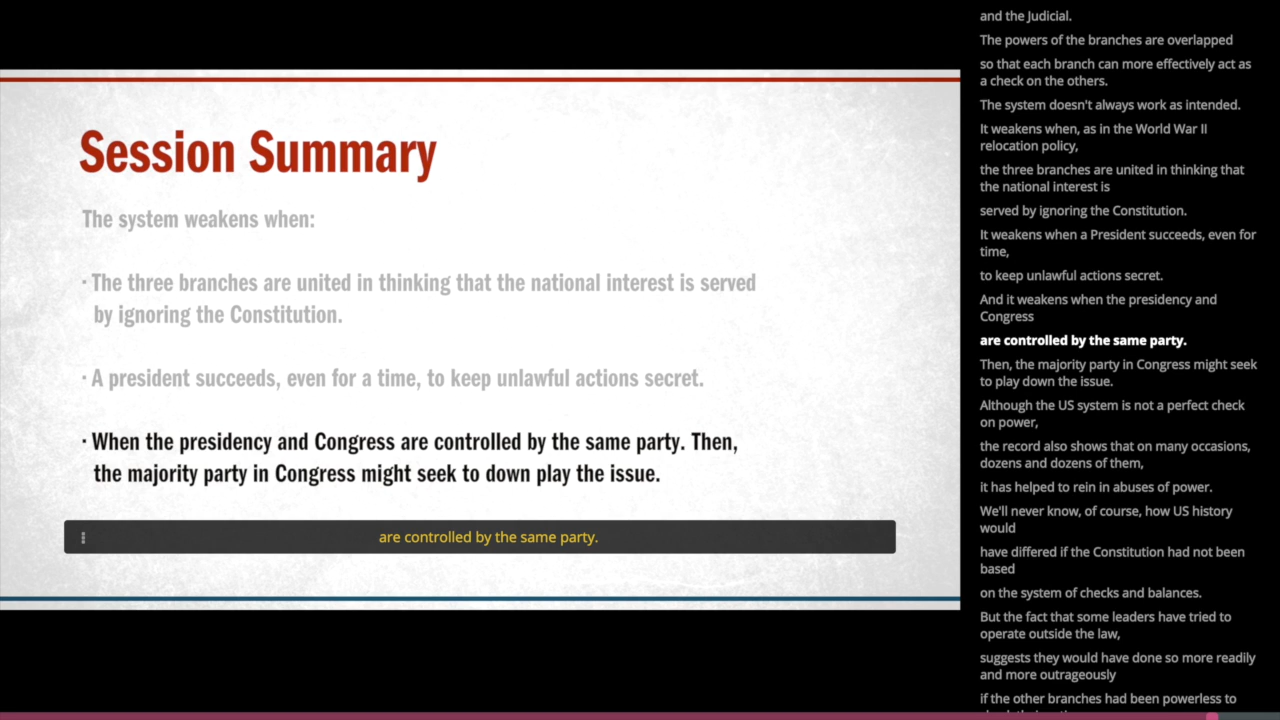 Session Summary
The system weakens when:
· The three branches are united in thinking that the national interest is served
by ignoring the Constitution.
· A president succeeds, even for a time, to keep unlawful actions secret.
· When the presidency and Congress are controlled by the same party. Then,
the majority party in Congress might seek to down play the issue.
are controlled by the same party.
and the Judicial.
The powers of the branches are overlapped
so that each branch can more effectively act as
a check on the others.
The system doesn't always work as intended.
It weakens when, as in the World War II
relocation policy,
the three branches are united in thinking that
the national interest is
served by ignoring the Constitution.
It weakens when a President succeeds, even for
time,
to keep unlawful actions secret.
And it weakens when the presidency and
Congress
are controlled by the same party.
Then, the majority party in Congress might seek
to play down the issue.
Although the US system is not a perfect check
on power,
the record also shows that on many occasions,
dozens and dozens of them,
it has helped to rein in abuses of power.
We'll never know, of course, how US history
would
have differed if the Constitution had not been
based
on the system of checks and balances.
But the fact that some leaders have tried to
operate outside the law,
suggests they would have done so more readily
and more outrageously
if the other branches had been powerless to